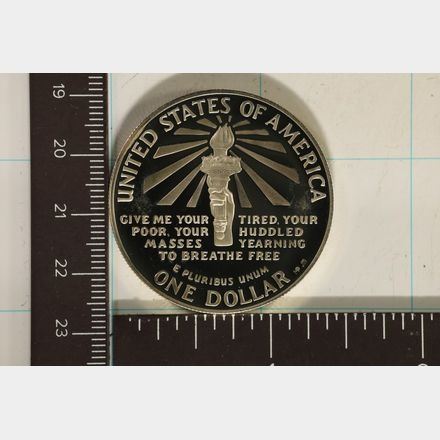 UNITED STATES OF AMERICA
GIVE ME YOUR TIRED, YOUR
POOR, YOUR HUDDLED
MASSES YEARNING
TO BREATHE FREE
E PLURIBUS UNUM
ONE DOLLAR
19
20
21
22
23